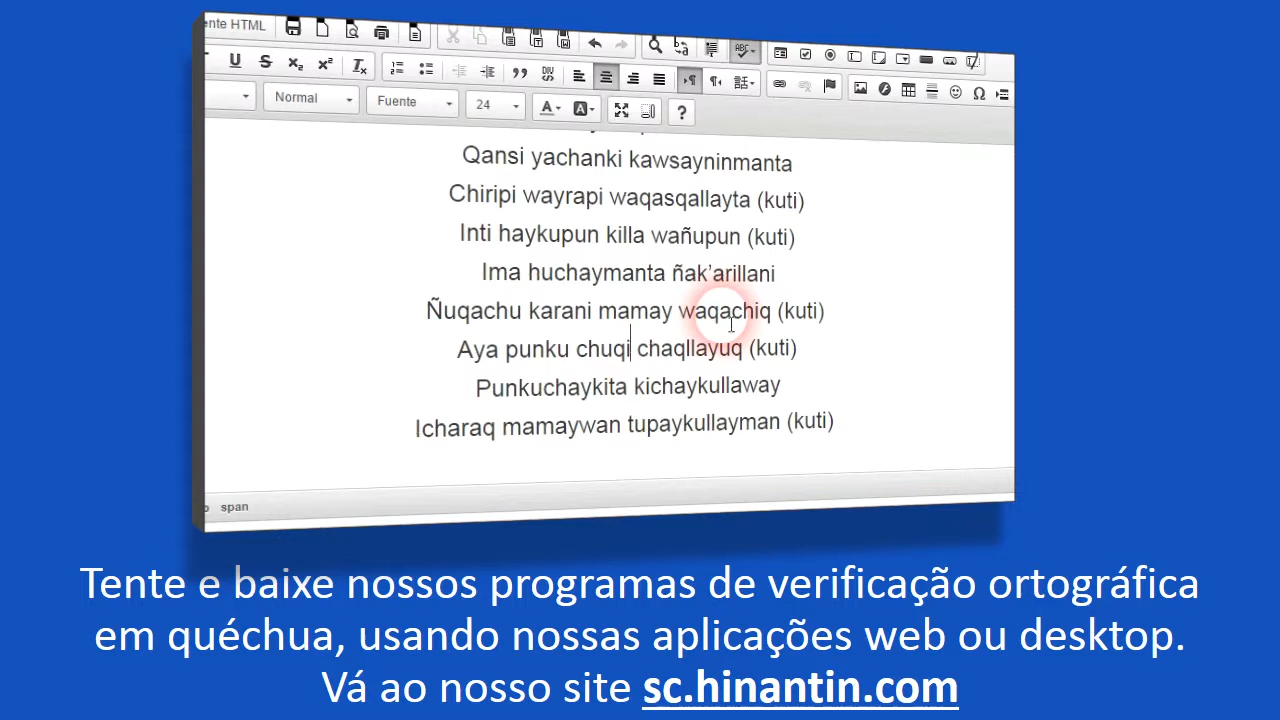 ente HTML
Normal
Fuente
24
Qansi yachanki kawsayninmanta
Chiripi wayrapi waqasqallayta (kuti)
Inti haykupun killa wañupun (kuti)
Ima huchaymanta ñak’arillani
Ñuqachu karani mamay waqachiq (kuti)
Aya punku chuqi chaqllayuq (kuti)
Punkuchaykita kichaykullaway
Icharaq mamaywan tupaykullayman (kuti)
span
Tente e baixe nossos programas de verificação ortográfica
em quéchua, usando nossas aplicações web ou desktop.
Vá ao nosso site sc.hinantin.com